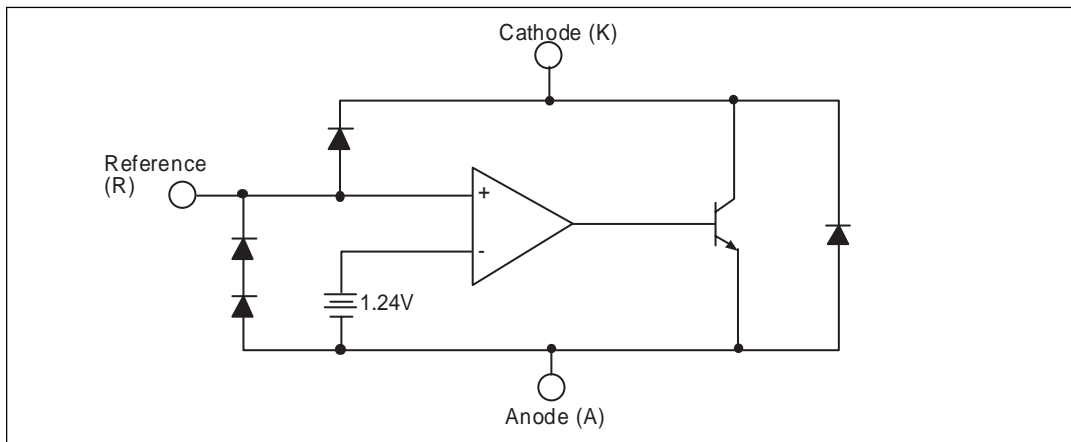 Cathode (K)
Reference
(R)
+
-
1.24V
Anode (A)